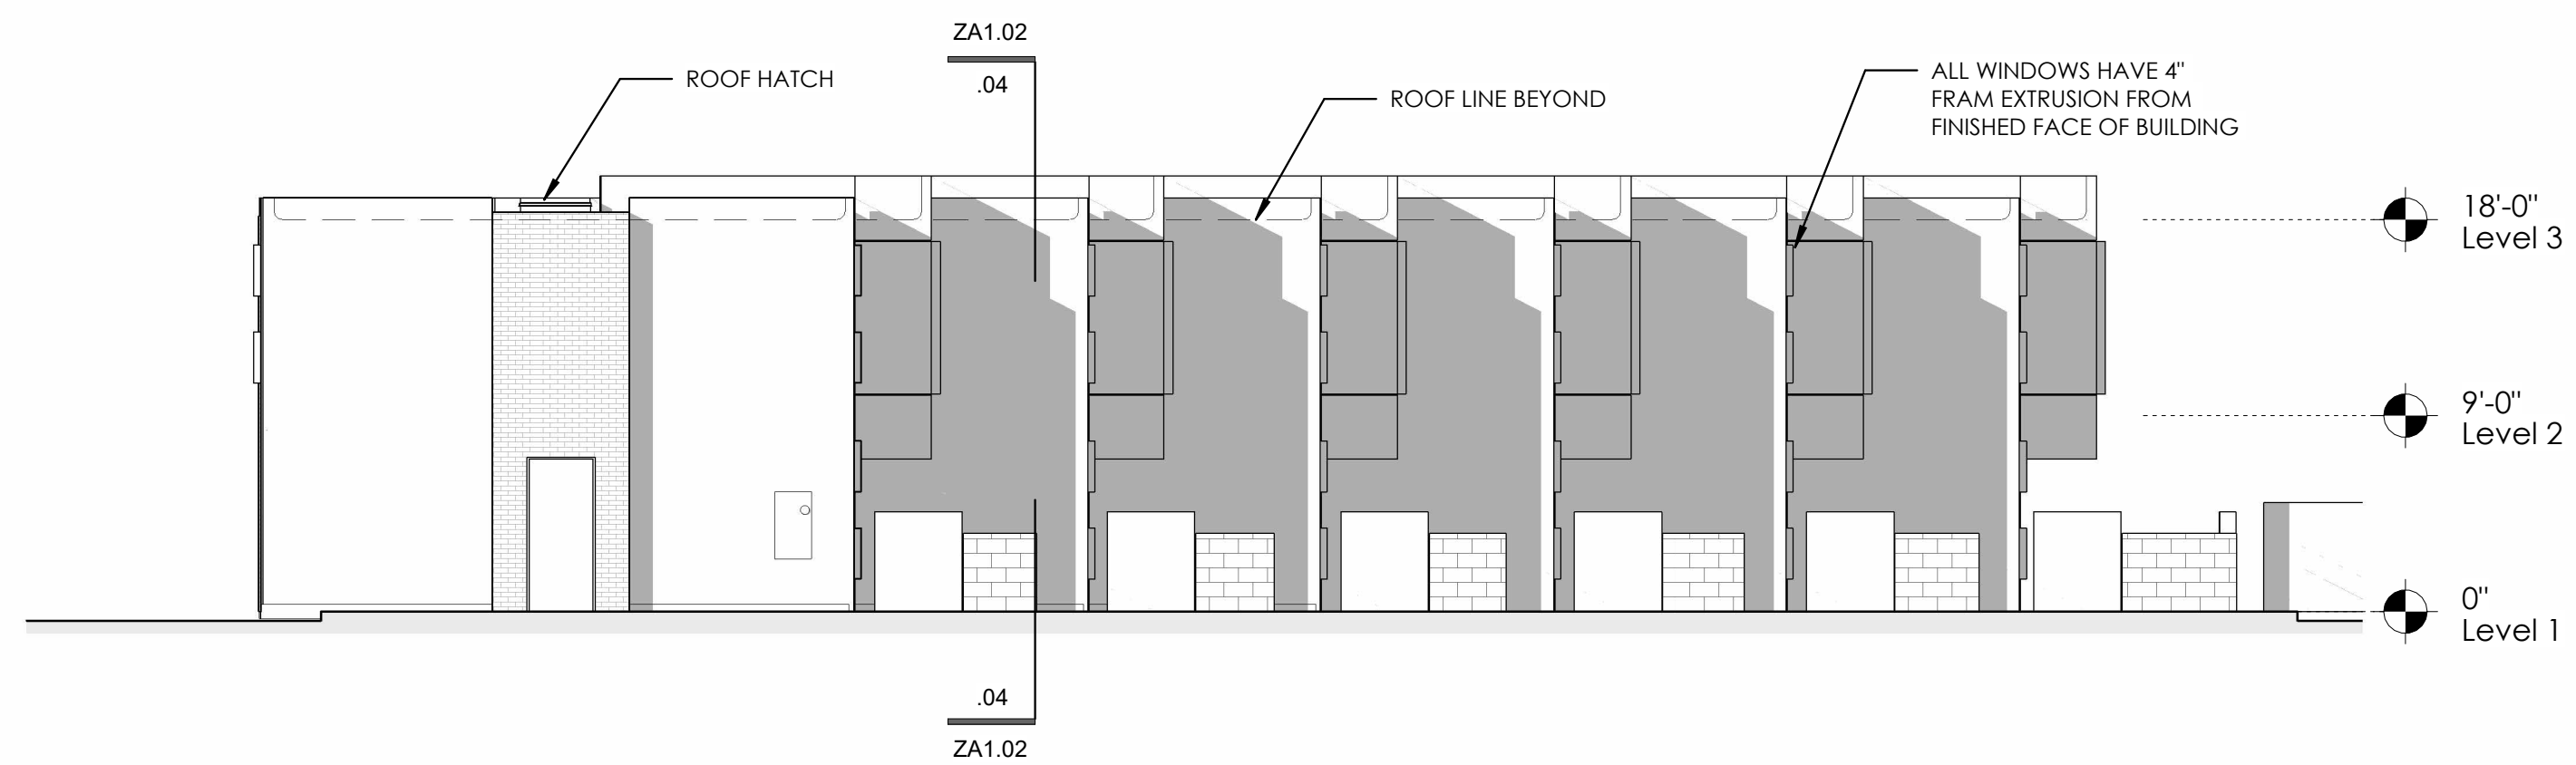 ZA1.02
.04
ROOF HATCH
ROOF LINE BEYOND
ALL WINDOWS HAVE 4"
FRAM EXTRUSION FROM
FINISHED FACE OF BUILDING
18'-0"
Level 3
9'-0"
Level 2
0"
Level 1
.04
ZA1.02